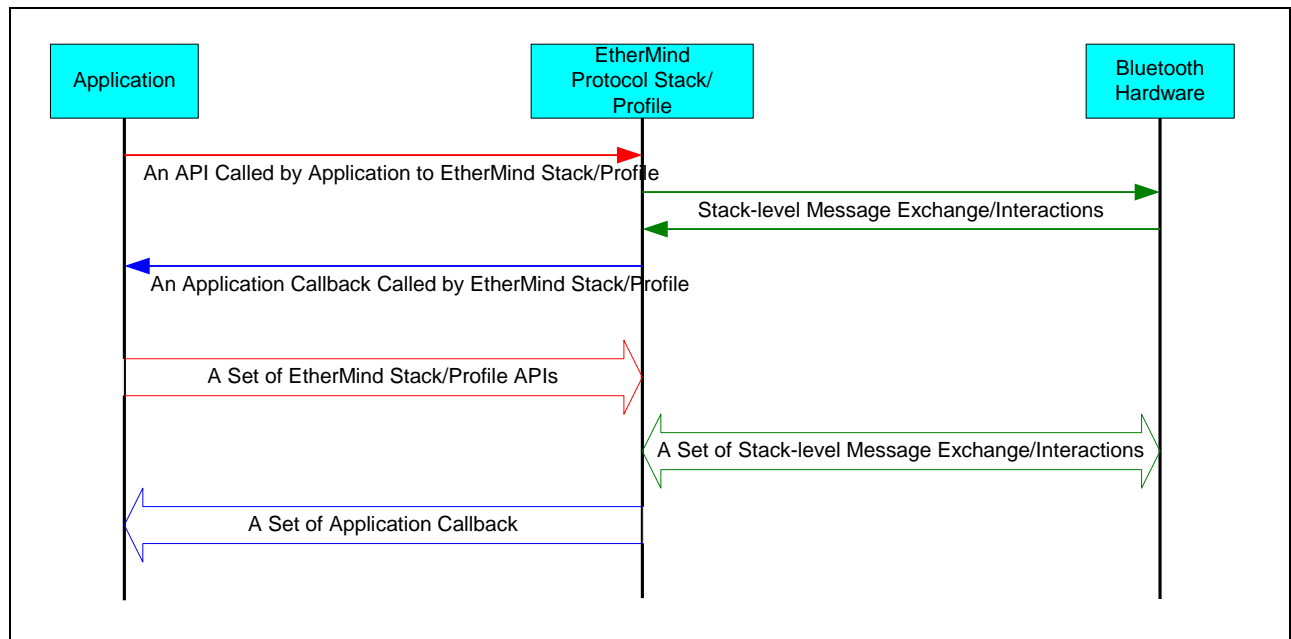 Application
EtherMind
Protocol Stack/
Profile
Bluetooth
Hardware
An API Called by Application to EtherMind Stack/Profile
Stack-level Message Exchange/Interactions
An Application Callback Called by EtherMind Stack/Profile
A Set of EtherMind Stack/Profile APIs
A Set of Stack-level Message Exchange/Interactions
A Set of Application Callback